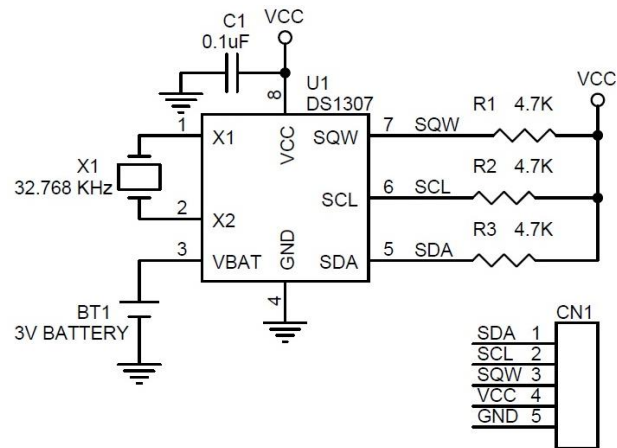 C1
0.1uF
VCC
U1
DS1307
8
VCC
1
X1
X1
32.768 KHz
2
X2
3
VBAT
GND
4
BT1
3V BATTERY
SQW
7
SQW
SCL
6
SCL
SDA
5
SDA
R1 4.7K
R2 4.7K
R3 4.7K
VCC
CN1
SDA 1
SCL 2
SQW 3
VCC 4
GND 5